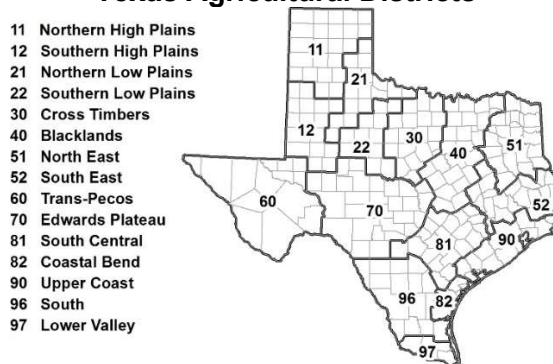 Texas Agricultural Districts
11 Northern High Plains
12 Southern High Plains
21 Northern Low Plains
22 Southern Low Plains
30 Cross Timbers
40 Blacklands
51 North East
52 South East
60 Trans-Pecos
70 Edwards Plateau
81 South Central
82 Coastal Bend
90 Upper Coast
96 South
97 Lower Valley
11
21
12
22
30
40
51
52
60
70
81
90
96
82
97